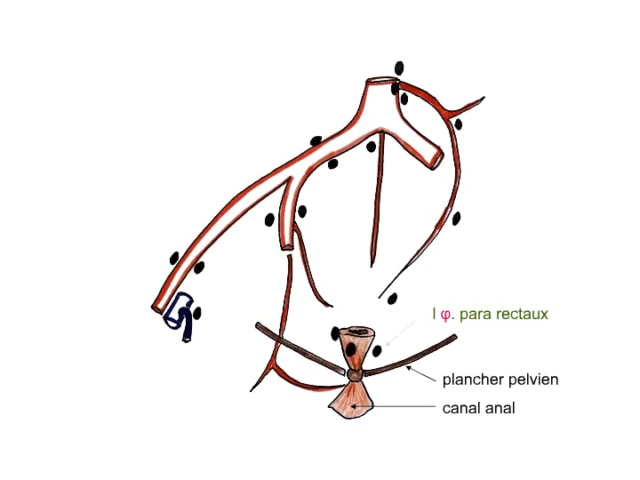 l φ. para rectaux
plancher pelvien
canal anal